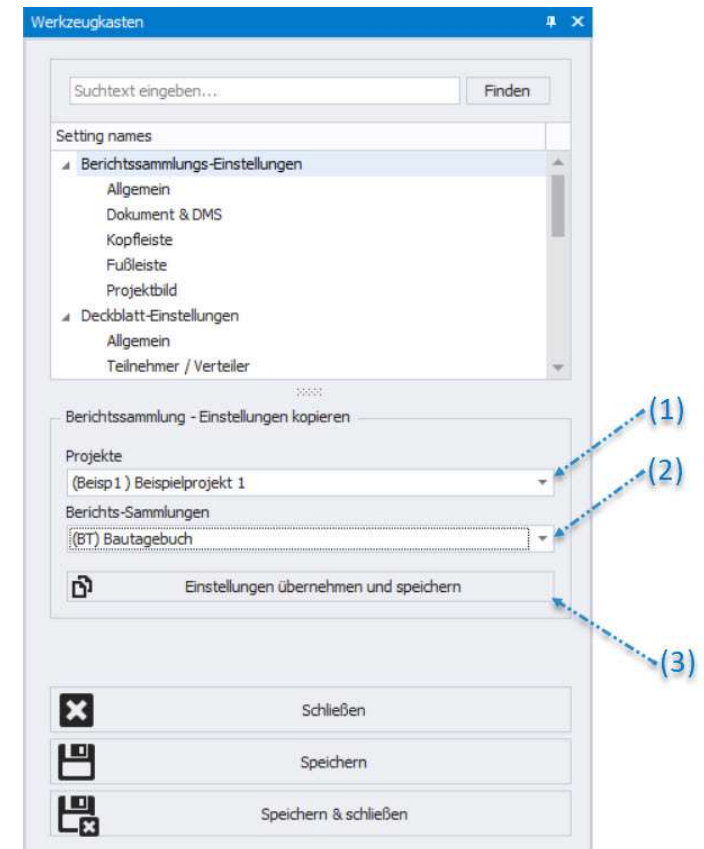 Werkzeugkasten
Suchtext eingeben...
Finden
Setting names
Berichtssammlungs-Einstellungen
Allgemein
Dokument & DMS
Kopfleiste
Fußleiste
Projektbild
Deckblatt-Einstellungen
Allgemein
Teilnehmer / Verteiler
Berichtssammlung - Einstellungen kopieren
(1)
Projekte
(Beisp1) Beispielprojekt 1
(2)
Berichts-Sammlungen
(BT) Bautagebuch
Einstellungen übernehmen und speichern
(3)
Schließen
Speichern
Speichern & schließen